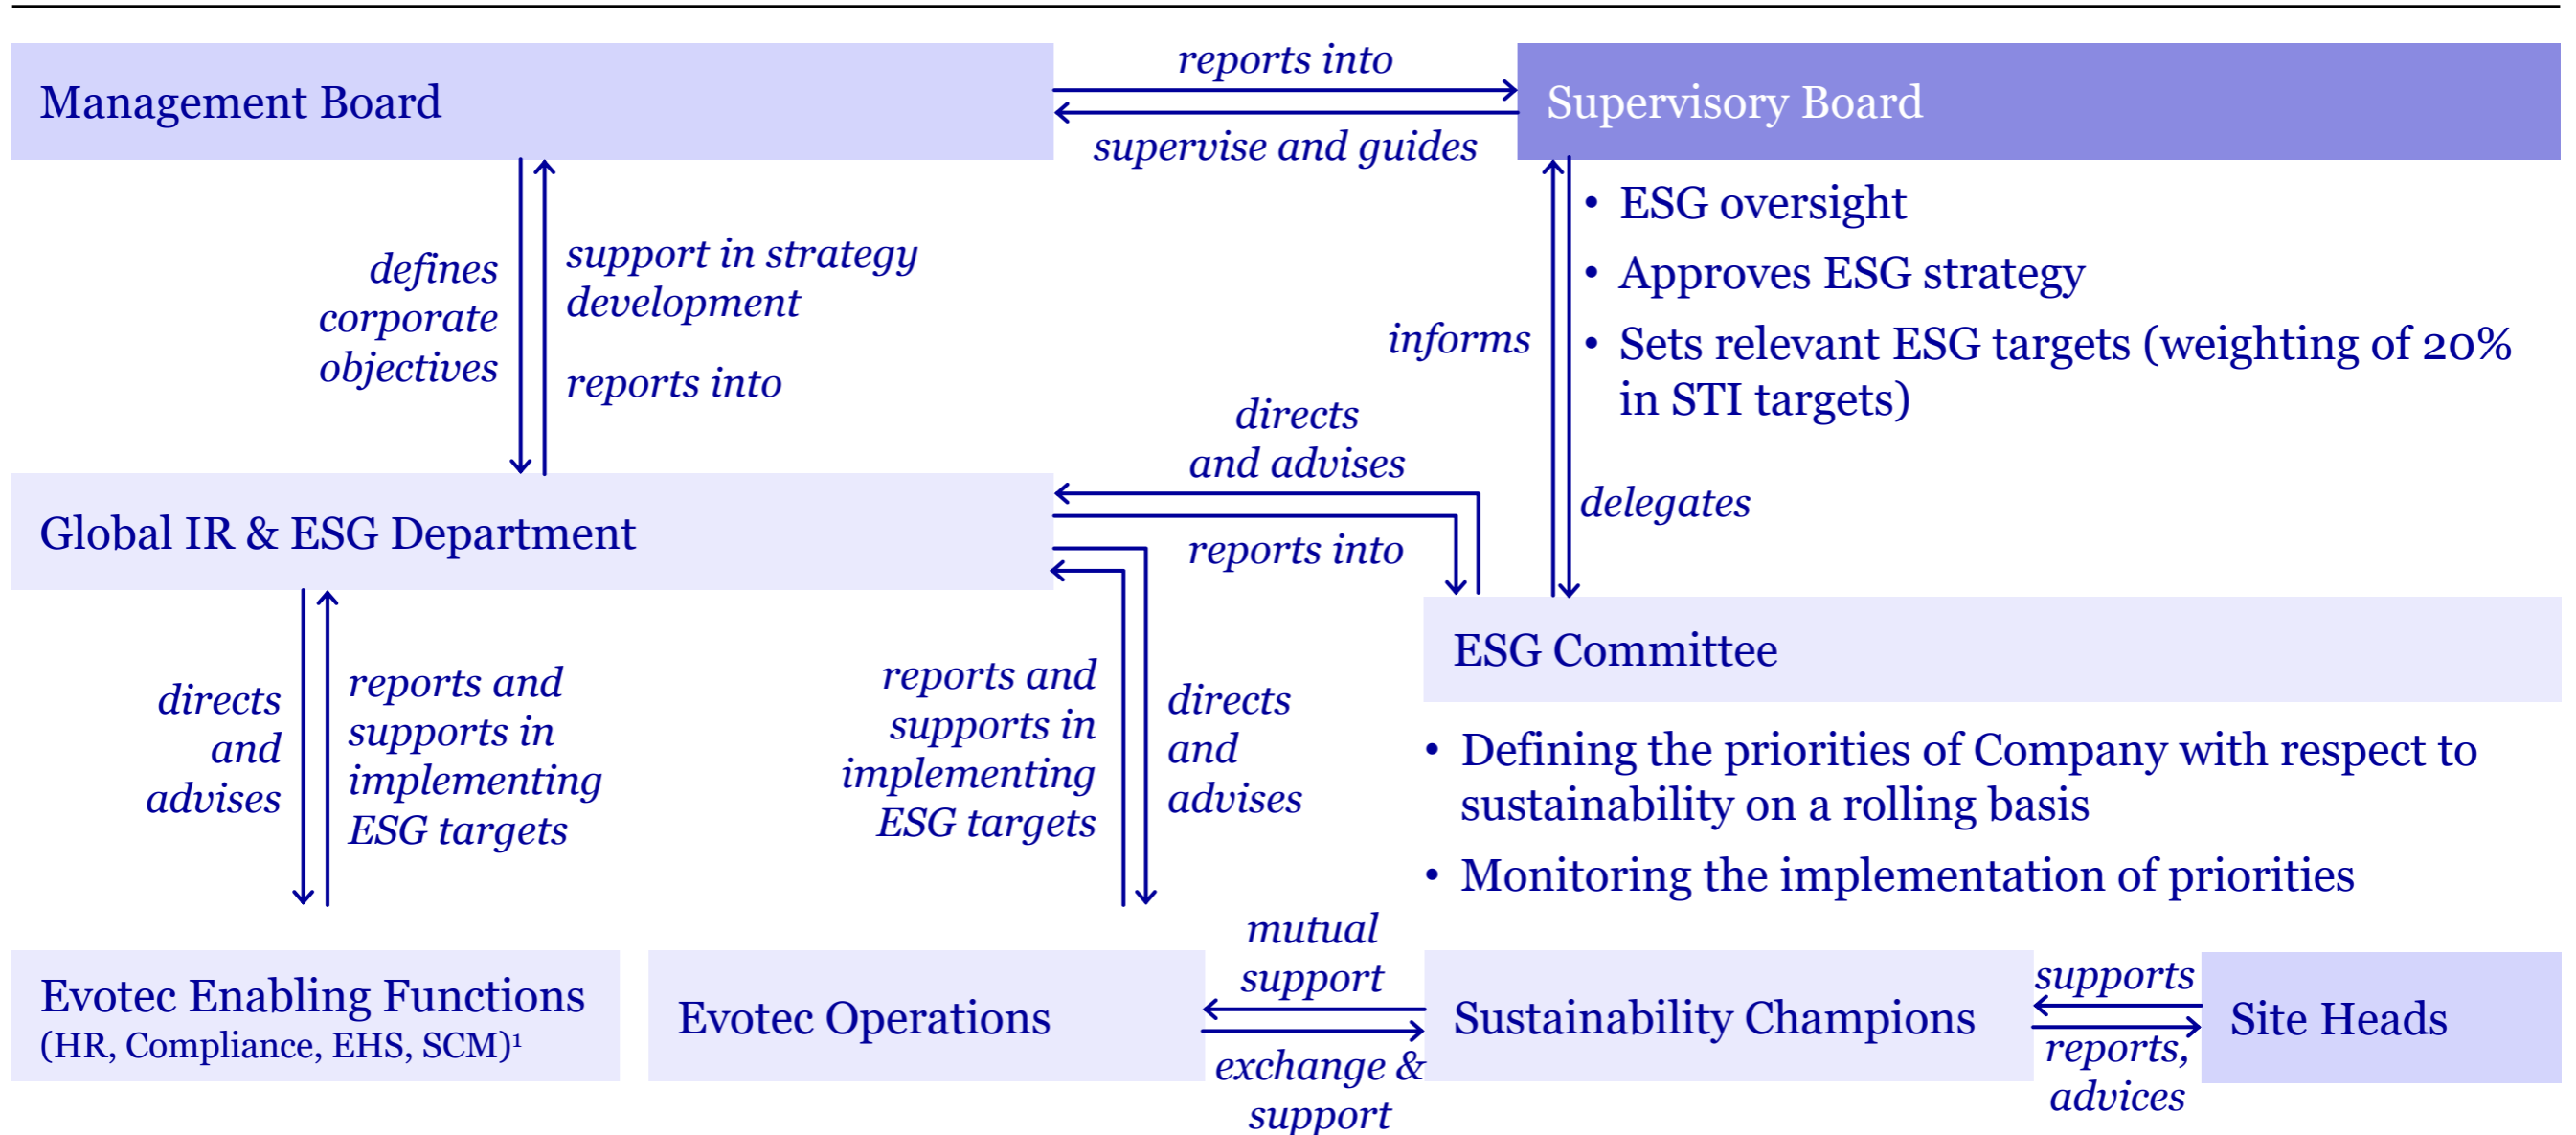 reports into
Management Board
Supervisory Board
supervise and guides
• ESG oversight
• Approves ESG strategy
• Sets relevant ESG targets (weighting of 20%
in STI targets)
defines
corporate
objectives
support in strategy
development
reports into
informs
delegates
directs
and advises
reports into
Global IR & ESG Department
ESG Committee
• Defining the priorities of Company with respect to
sustainability on a rolling basis
• Monitoring the implementation of priorities
directs
and
advises
reports and
supports in
implementing
ESG targets
reports and
supports in
implementing
ESG targets
directs
and
advises
Evotec Enabling Functions
(HR, Compliance, EHS, SCM)¹
Evotec Operations
mutual
support
exchange &
support
Sustainability Champions
supports
reports,
advices
Site Heads